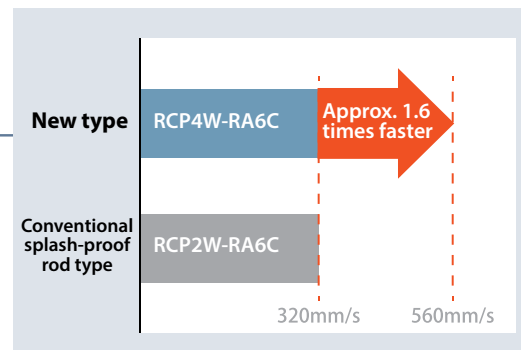 New type
RCP4W-RA6C
Approx. 1.6
times faster
Conventional
splash-proof
rod type
RCP2W-RA6C
320mm/s
560mm/s